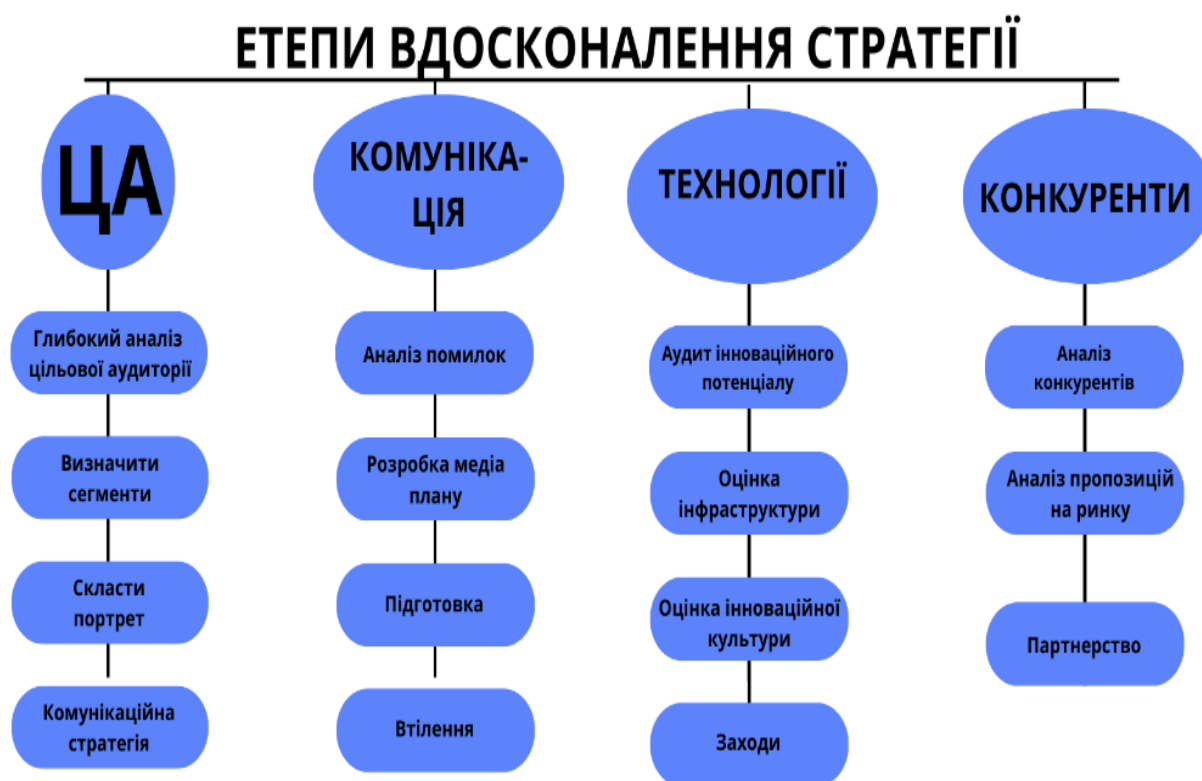 ЕТЕПИ ВДОСКОНАЛЕННЯ СТРАТЕГІЇ
ЦА
Глибокий аналіз
цільової аудиторії
Визначити
сегменти
Скласти
портрет
Комунікаційна
стратегія
КОМУНІКА-
ЦІЯ
Аналіз помилок
Розробка медіа
плану
Підготовка
Втілення
ТЕХНОЛОГІЇ
Аудит інноваційного
потенціалу
Оцінка
інфраструктури
Оцінка інноваційної
культури
Заходи
КОНКУРЕНТИ
Аналіз
конкурентів
Аналіз пропозицій
на ринку
Партнерство